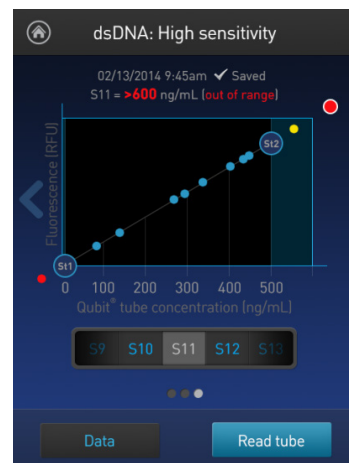 dsDNA: High sensitivity
02/13/2014 9:45am ✔ Saved
S11 = >600 ng/mL (out of range)
Fluorescence (RFU)
St2
St1
0 100 200 300 400 500
Qubit® tube concentration (ng/mL)
S9 S10 S11 S12 S13
Data Read tube